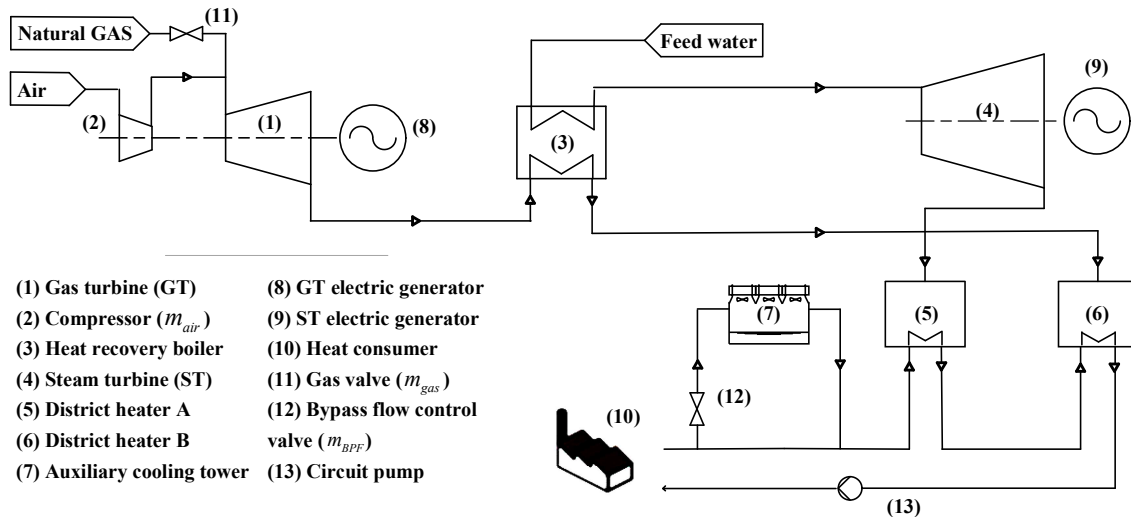 (11)
Natural GAS
Feed water
Air
(2)
(1)
(8)
(3)
(4)
(9)
(1) Gas turbine (GT)
(2) Compressor (m_air)
(3) Heat recovery boiler
(4) Steam turbine (ST)
(5) District heater A
(6) District heater B
(7) Auxiliary cooling tower
(8) GT electric generator
(9) ST electric generator
(10) Heat consumer
(11) Gas valve (m_gas)
(12) Bypass flow control
valve (m_BPF)
(13) Circuit pump
(7)
(5)
(6)
(12)
(10)
(13)